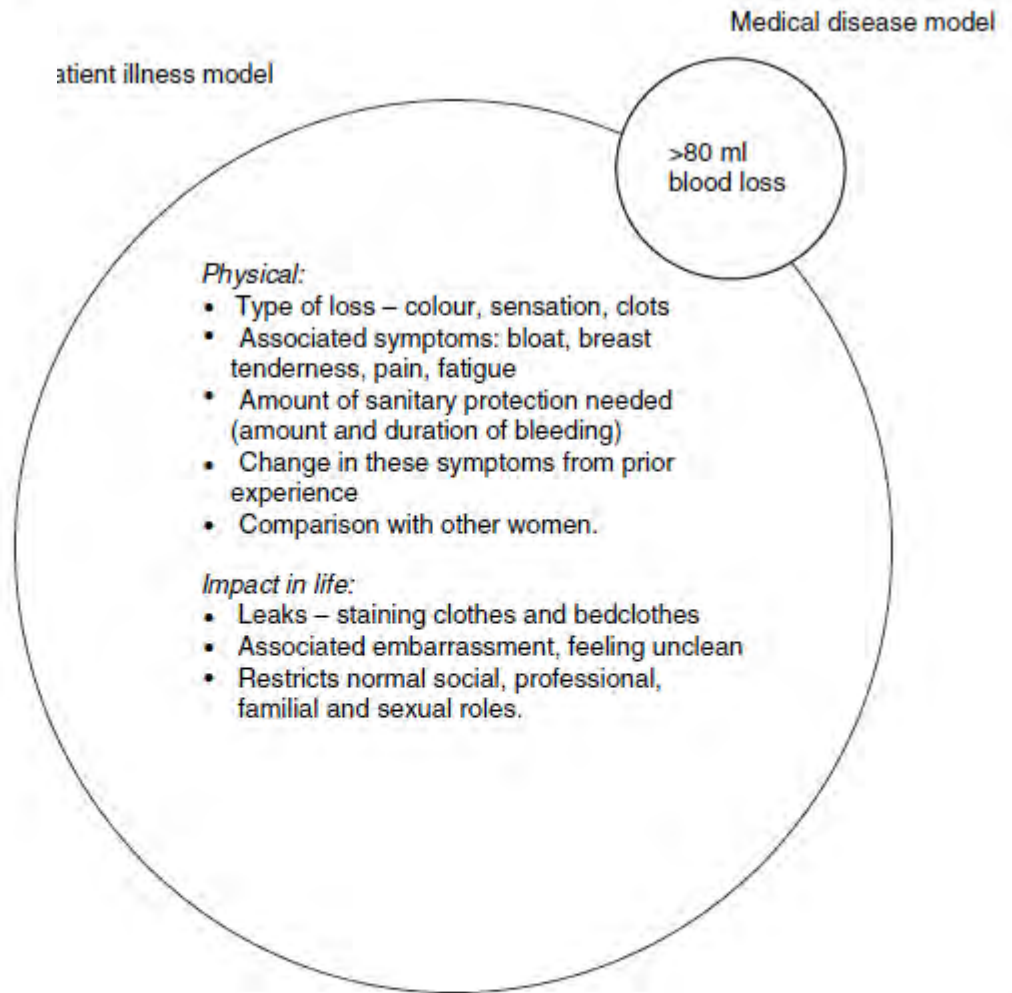 Medical disease model
atient illness model
>80 ml
blood loss
Physical:
• Type of loss – colour, sensation, clots
• Associated symptoms: bloat, breast
tenderness, pain, fatigue
• Amount of sanitary protection needed
(amount and duration of bleeding)
• Change in these symptoms from prior
experience
• Comparison with other women.
Impact in life:
• Leaks – staining clothes and bedclothes
• Associated embarrassment, feeling unclean
• Restricts normal social, professional,
familial and sexual roles.